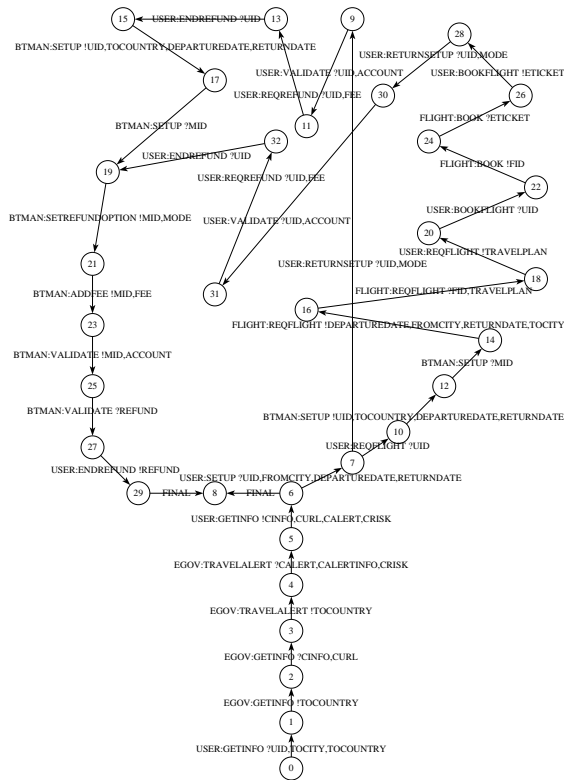 15
USER:ENDREFUND ?UID
13
9
28
BTMAN:SETUP !UID,TOCOUNTRY,DEPARTUREDATE,RETURNDATE
USER:RETURNSETUP ?UID,MODE
17
USER:VALIDATE ?UID,ACCOUNT
USER:BOOKFLIGHT !ETICKET
USER:REQREFUND ?UID,FEE
30
26
BTMAN:SETUP ?MID
11
FLIGHT:BOOK ?ETICKET
32
24
USER:ENDREFUND ?UID
FLIGHT:BOOK !FID
19
USER:REQREFUND ?UID,FEE
22
BTMAN:SETREFUNDOPTION !MID,MODE
USER:VALIDATE ?UID,ACCOUNT
USER:BOOKFLIGHT ?UID
20
USER:REQFLIGHT !TRAVELPLAN
21
USER:RETURNSETUP ?UID,MODE
18
BTMAN:ADDFEE !MID,FEE
31
FLIGHT:REQFLIGHT ?FID,TRAVELPLAN
16
23
FLIGHT:REQFLIGHT !DEPARTUREDATE,FROMCITY,RETURNDATE,TOCITY
14
BTMAN:VALIDATE !MID,ACCOUNT
BTMAN:SETUP ?MID
25
12
BTMAN:VALIDATE ?REFUND
BTMAN:SETUP !UID,TOCOUNTRY,DEPARTUREDATE,RETURNDATE
10
27
USER:REQFLIGHT ?UID
7
USER:ENDREFUND !REFUND
USER:SETUP ?UID,FROMCITY,DEPARTUREDATE,RETURNDATE
29
FINAL
8
FINAL
6
USER:GETINFO !CINFO,CURL,CALERT,CRISK
5
EGOV:TRAVELALERT ?CALERT,CALERTINFO,CRISK
4
EGOV:TRAVELALERT !TOCOUNTRY
3
EGOV:GETINFO ?CINFO,CURL
2
EGOV:GETINFO !TOCOUNTRY
1
USER:GETINFO ?UID,TOCITY,TOCOUNTRY
0